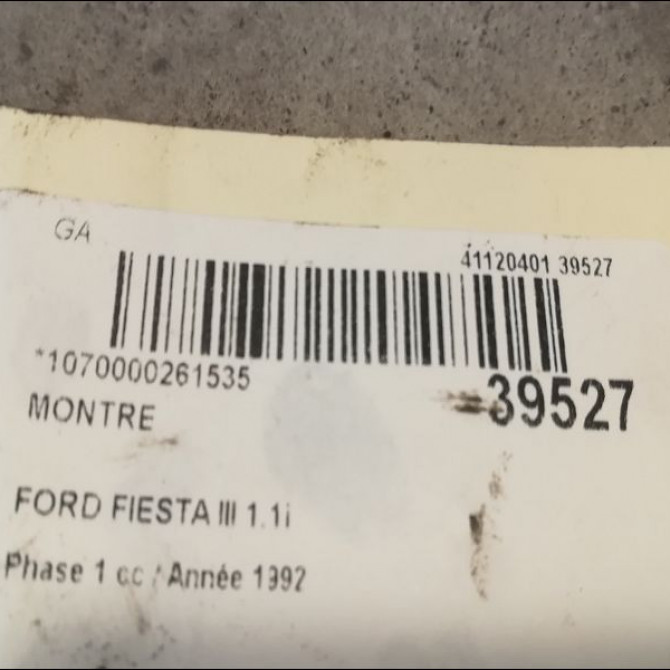 GA
41120401 39527
*1070000261535
39527
MONTRE
FORD FIESTA III 1.1i
Phase 1 cc / Année 1992